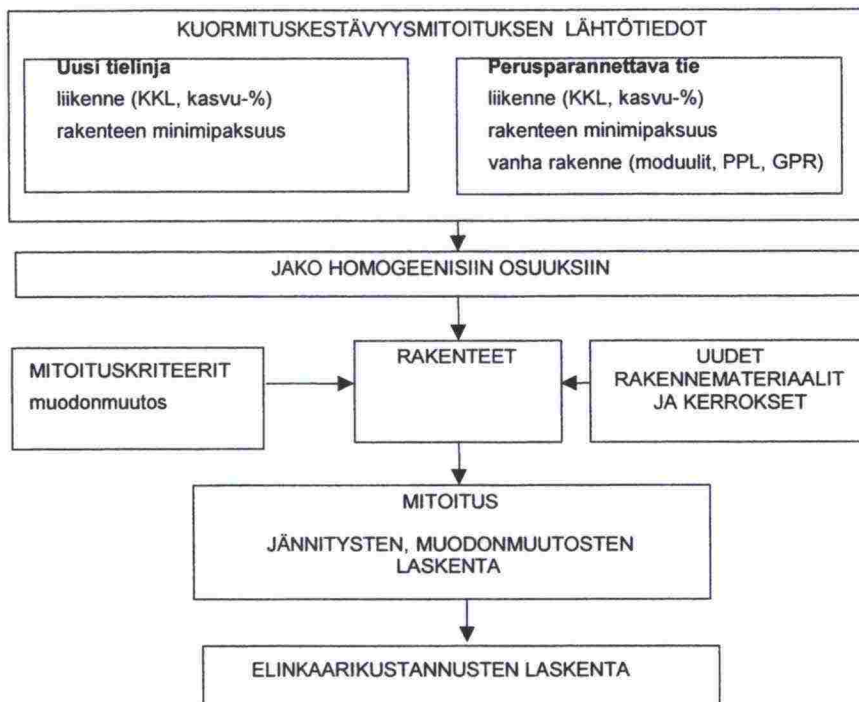 KUORMITUSKESTÄVYYSMITOITUKSEN LÄHTÖTIEDOT
Uusi tielinja
liikenne (KKL, kasvu-%)
rakenteen minimipaksuus
Perusparannettava tie
liikenne (KKL, kasvu-%)
rakenteen minimipaksuus
vanha rakenne (moduulit, PPL, GPR)
JAKO HOMOGEENISIIN OSUUKSIIN
MITOITUSKRITEERIT
muodonmuutos
RAKENTEET
UUDET
RAKENNEMATERIAALIT
JA KERROKSET
MITOITUS
JÄNNITYSTEN, MUODONMUUTOSTEN
LASKENTA
ELINKAARIKUSTANNUSTEN LASKENTA